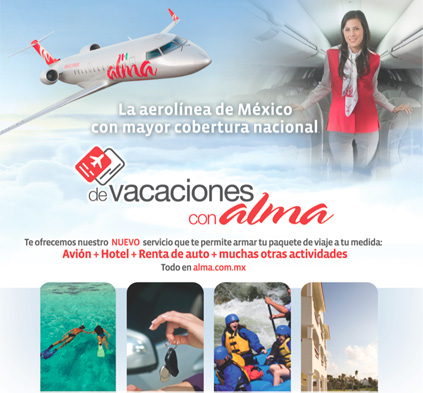 alma
La aerolínea de México
con mayor cobertura nacional
de vacaciones
con alma
Te ofrecemos nuestro NUEVO servicio que te permite armar tu paquete de viaje a tu medida:
Avión + Hotel + Renta de auto + muchas otras actividades
Todo en alma.com.mx